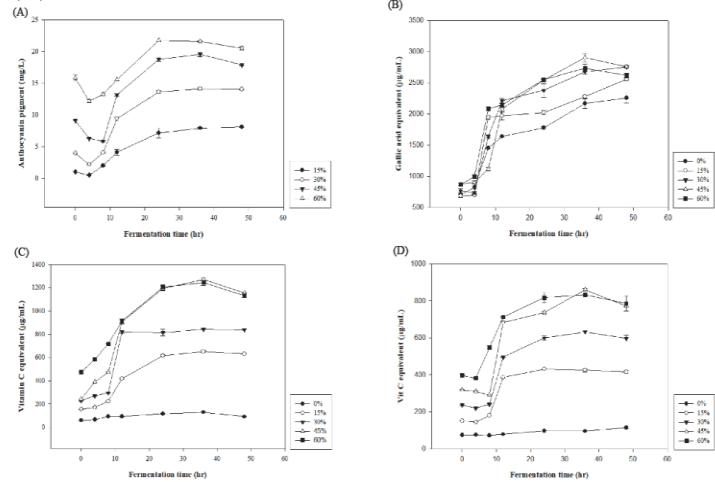 (A)
25
20
15
10
5
0
Anthocyanin pigment (mg/L)
0 10 20 30 40 50 60
Fermentation time (hr)
15%
30%
45%
60%
(B)
3500
3000
2500
2000
1500
1000
500
Gallic acid equivalent (µg/mL)
0 10 20 30 40 50 60
Fermentation time (hr)
0%
15%
30%
45%
60%
(C)
1400
1200
1000
800
600
400
200
0
Vitamin C equivalent (µg/mL)
0 10 20 30 40 50 60
Fermentation time (hr)
0%
15%
30%
45%
60%
(D)
1000
800
600
400
200
0
Vit C equivalent (µg/mL)
0 10 20 30 40 50 60
Fermentation time (hr)
0%
15%
30%
45%
60%